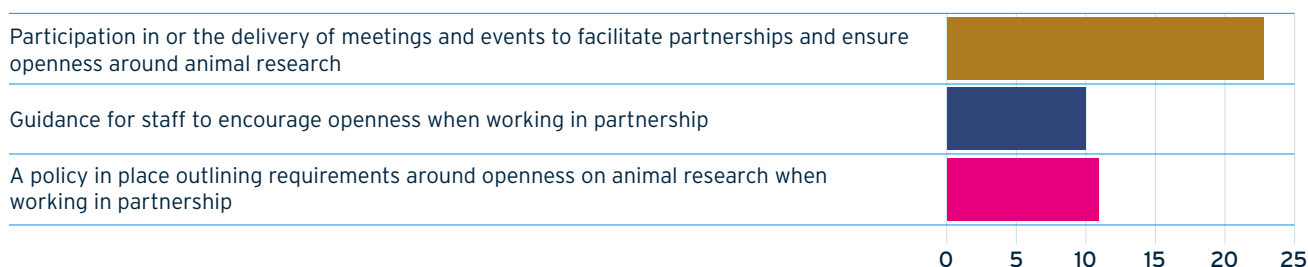 Participation in or the delivery of meetings and events to facilitate partnerships and ensure
openness around animal research
Guidance for staff to encourage openness when working in partnership
A policy in place outlining requirements around openness on animal research when
working in partnership
0 5 10 15 20 25